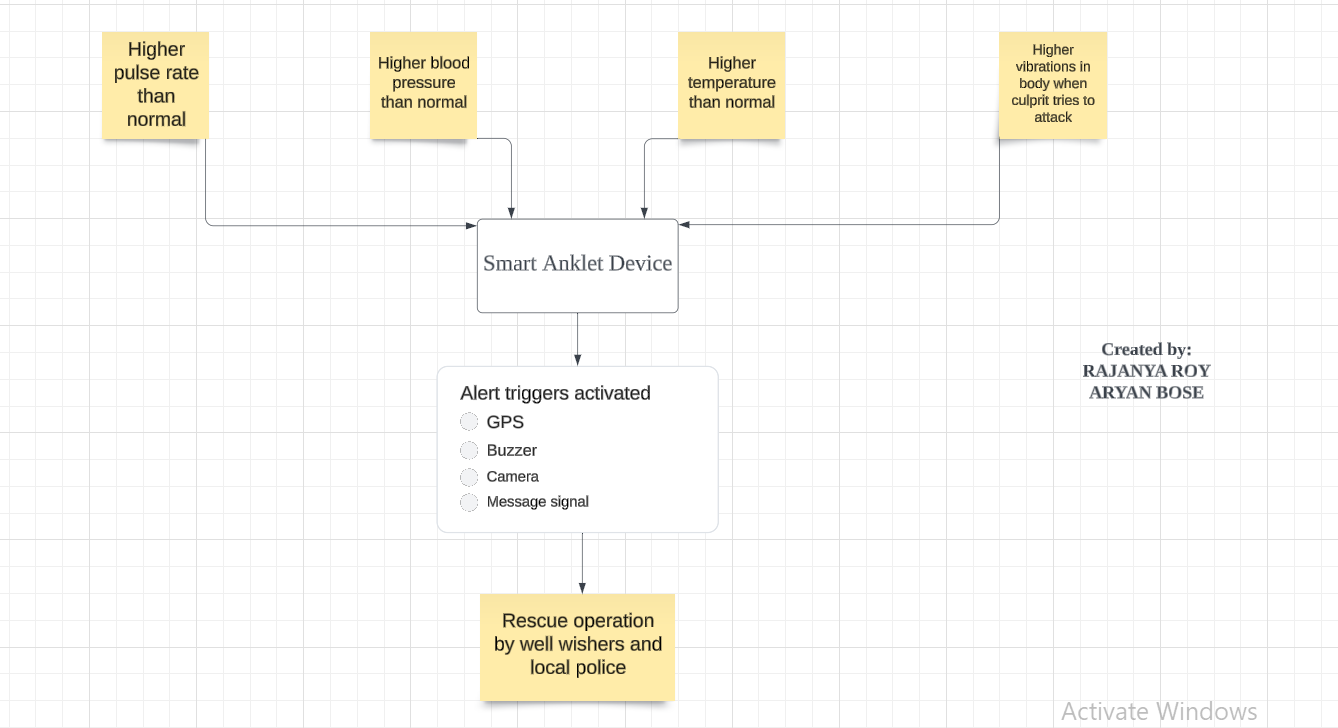 Higher
pulse rate
than
normal
Higher blood
pressure
than normal
Higher
temperature
than normal
Higher
vibrations in
body when
culprit tries to
attack
Smart Anklet Device
Created by:
RAJANYA ROY
ARYAN BOSE
Alert triggers activated
GPS
Buzzer
Camera
Message signal
Rescue operation
by well wishers and
local police
Activate Windows